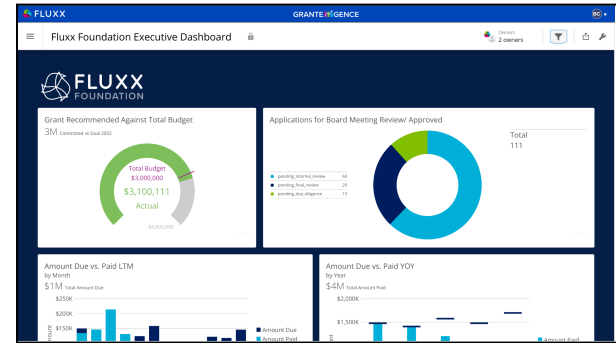 FLUXX
GRANTELLIGENCE
BG
Fluxx Foundation Executive Dashboard
Owners
2 owners
FLUXX
FOUNDATION
Grant Recommended Against Total Budget
3M Committed vs Goal 2022
Total Budget
$3,000,000
$3,100,111
Actual
$4,000,000
Applications for Board Meeting Review/ Approved
pending_internal_review
pending_final_review 29
pending_due_diligence 13
Total
111
Amount Due vs. Paid LTM
by Month
$1M Total Amount Due
$250K
$200K
$150K
Amount Due
Amount Paid
Amount Due vs. Paid YOY
by Year
$4M Total Amount Paid
$2,000K
$1,500K
Amount Paid